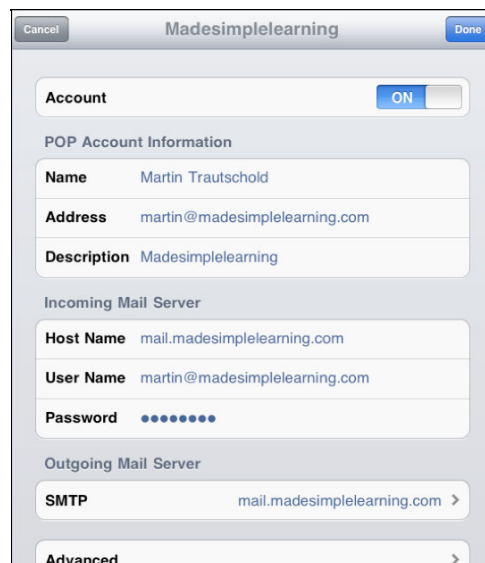 Cancel Madesimplelearning Done
Account ON
POP Account Information
Name Martin Trautschold
Address martin@madesimplelearning.com
Description Madesimplelearning
Incoming Mail Server
Host Name mail.madesimplelearning.com
User Name martin@madesimplelearning.com
Password ●●●●●●●●
Outgoing Mail Server
SMTP mail.madesimplelearning.com >
Advanced >